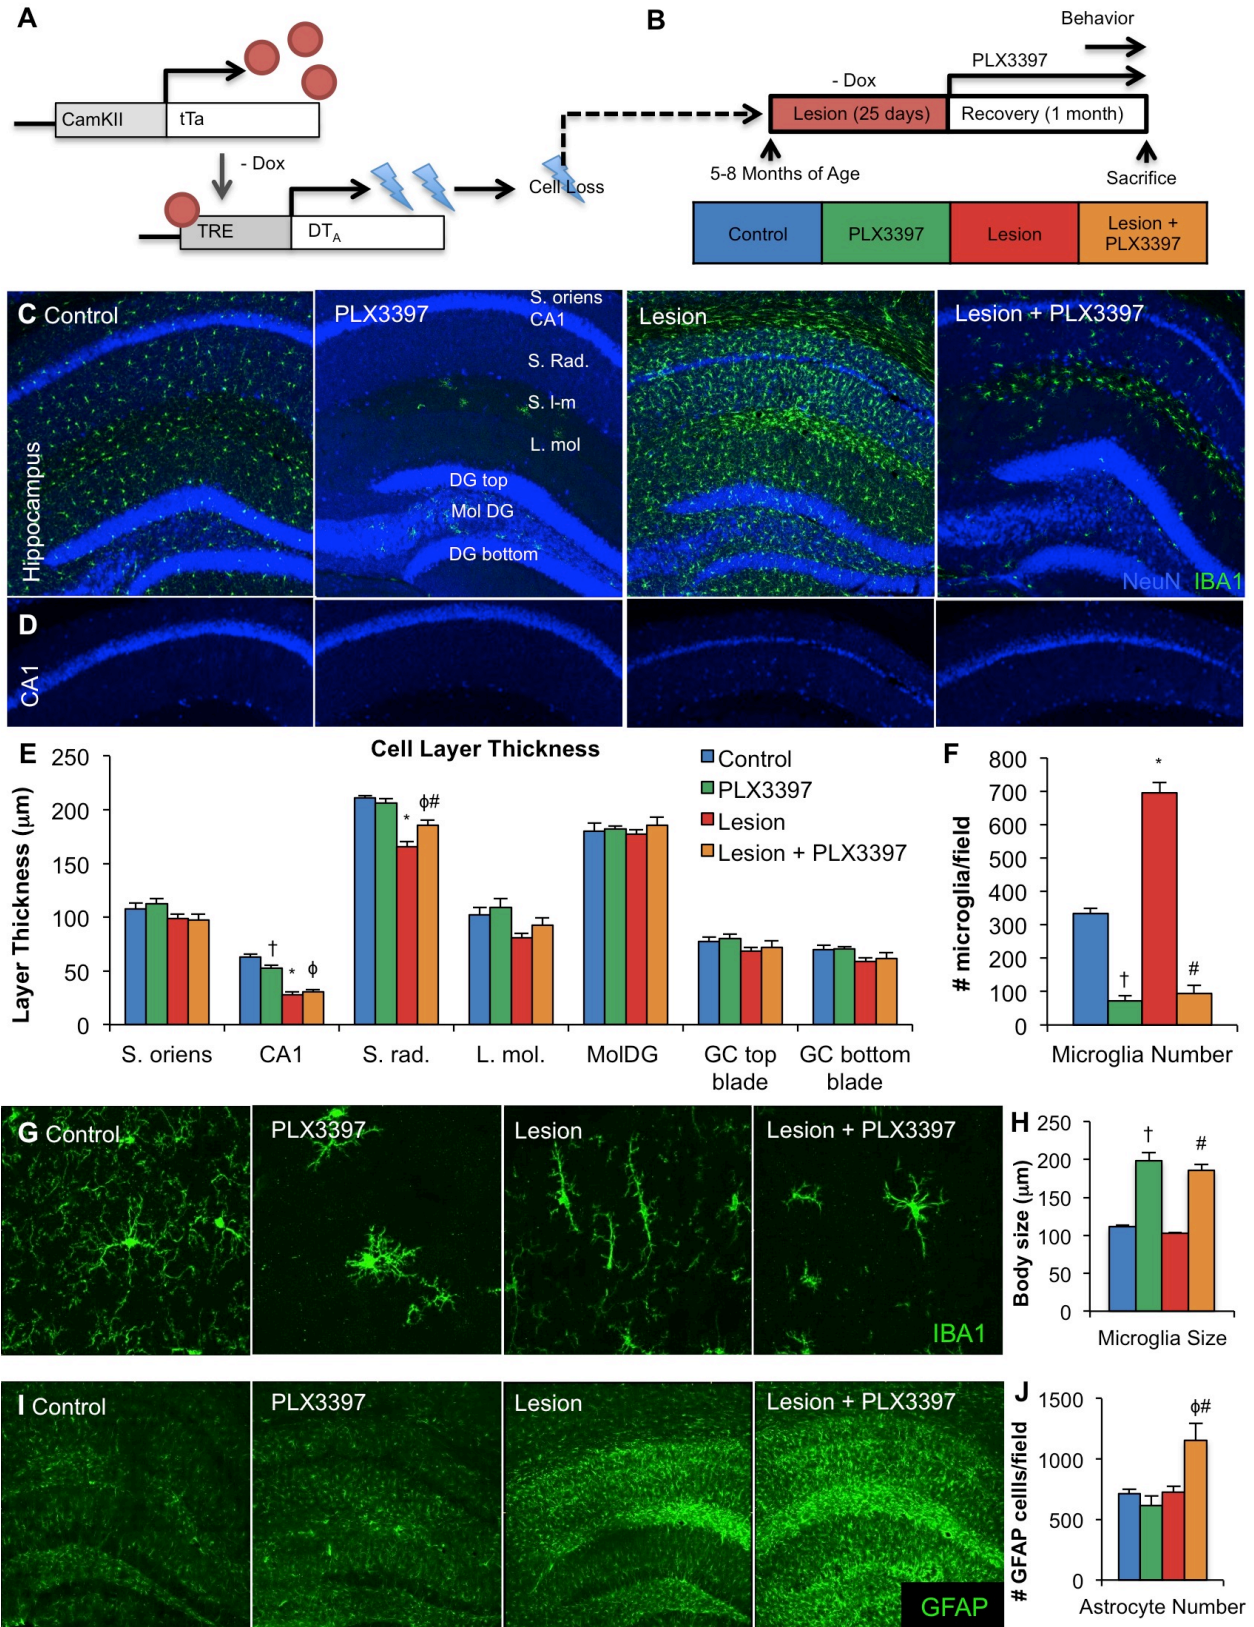 A
CamKII
tTa
- Dox
TRE
DTA
Cell Loss
B
Behavior
PLX3397
- Dox
Lesion (25 days)
Recovery (1 month)
5-8 Months of Age
Sacrifice
Control
PLX3397
Lesion
Lesion +
PLX3397
C Control
PLX3397
S. oriens
CA1
S. Rad.
S. l-m
L. mol
DG top
Mol DG
DG bottom
Lesion
Lesion + PLX3397
Hippocampus
NeuN IBA1
D
CA1
E
Cell Layer Thickness
Layer Thickness (μm)
250
200
150
100
50
0
†
*
ϕ
*
ϕ#
Control
PLX3397
Lesion
Lesion + PLX3397
S. oriens
CA1
S. rad.
L. mol.
MolDG
GC top
blade
GC bottom
blade
F
# microglia/field
800
700
600
500
400
300
200
100
0
†
*
#
Microglia Number
G Control
PLX3397
Lesion
Lesion + PLX3397
IBA1
H
Body size (μm)
250
200
150
100
50
0
†
#
Microglia Size
I Control
PLX3397
Lesion
Lesion + PLX3397
GFAP
J
# GFAP cellls/field
1500
1000
500
0
ϕ#
Astrocyte Number